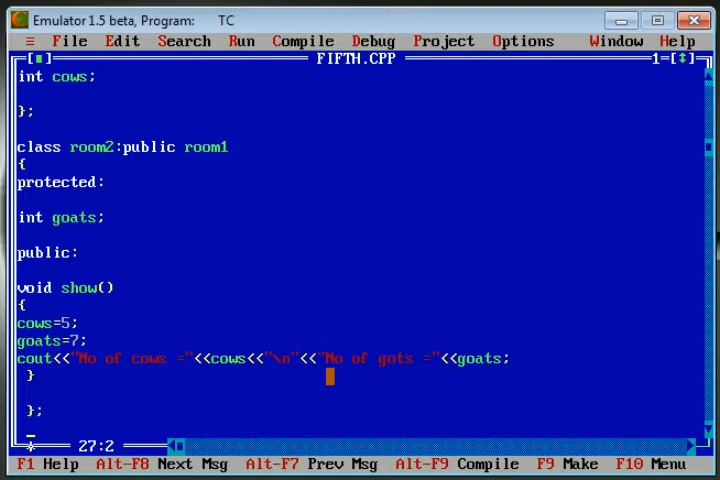 Emulator 1.5 beta, Program: TC
≡ File Edit Search Run Compile Debug Project Options Window Help
[■] FIFTH.CPP 1=[↕]
int cows;
};
class room2:public room1
{
protected:
int goats;
public:
void show()
{
cows=5;
goats=7;
cout<<"No of cows ="<<cows<<"\n"<<"No of gots ="<<goats;
}
};
27:2
F1 Help Alt-F8 Next Msg Alt-F7 Prev Msg Alt-F9 Compile F9 Make F10 Menu